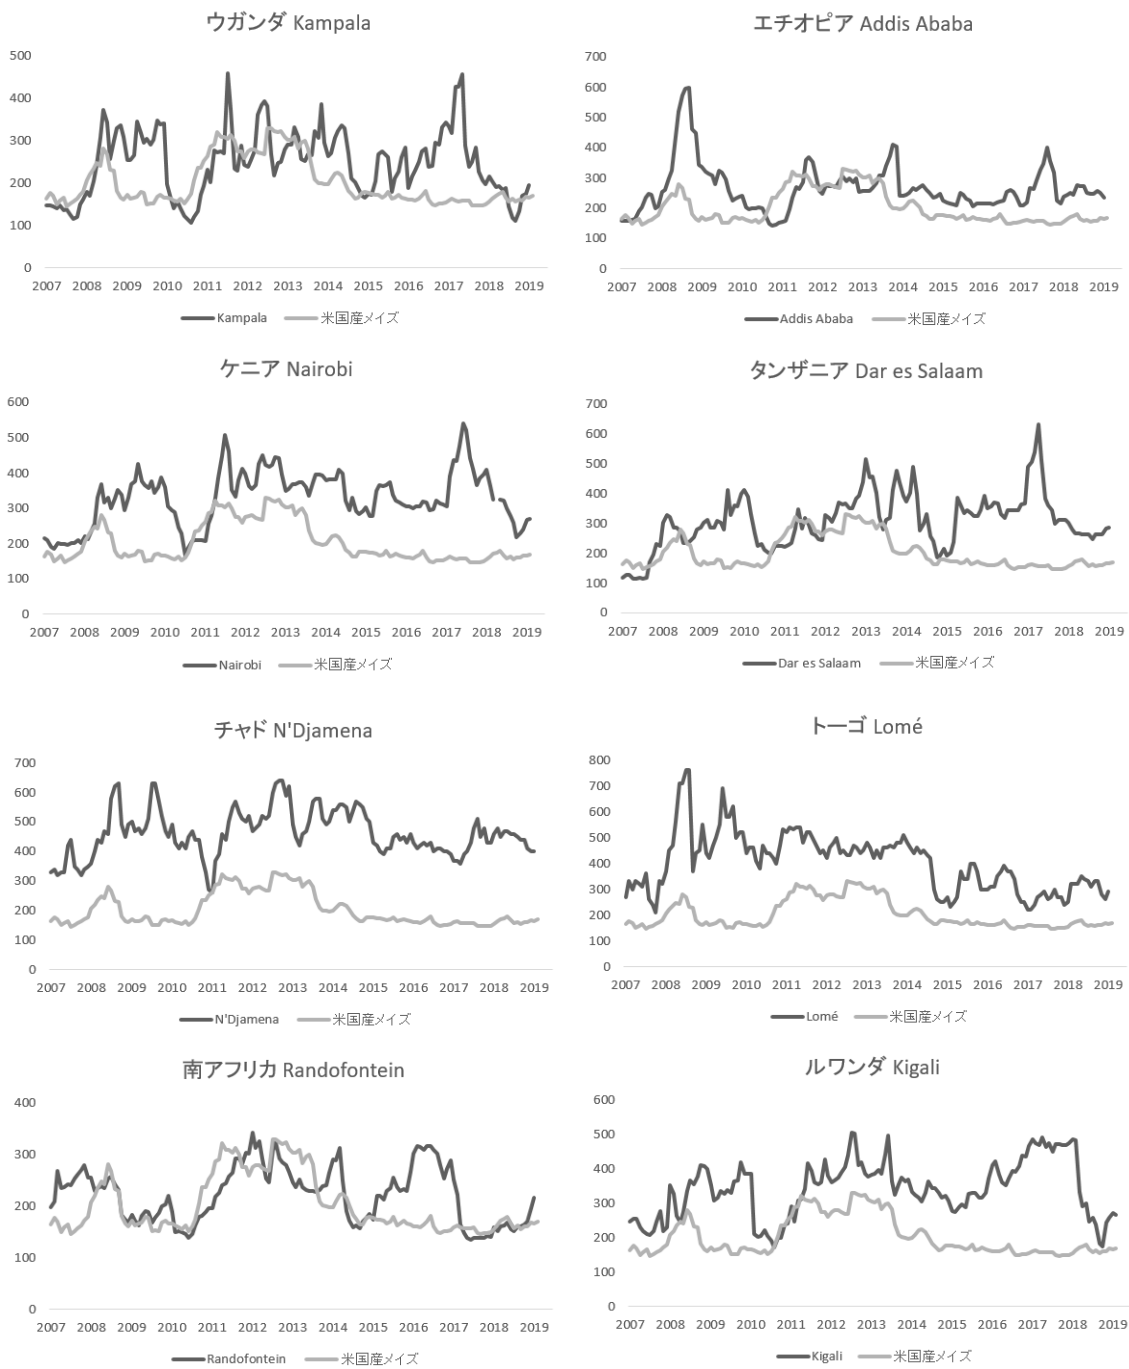 ウガンダ Kampala
500
400
300
200
100
0
2007 2008 2009 2010 2011 2012 2013 2014 2015 2016 2017 2018 2019
Kampala 米国産メイズ
エチオピア Addis Ababa
700
600
500
400
300
200
100
0
2007 2008 2009 2010 2011 2012 2013 2014 2015 2016 2017 2018 2019
Addis Ababa 米国産メイズ
ケニア Nairobi
600
500
400
300
200
100
0
2007 2008 2009 2010 2011 2012 2013 2014 2015 2016 2017 2018 2019
Nairobi 米国産メイズ
タンザニア Dar es Salaam
700
600
500
400
300
200
100
0
2007 2008 2009 2010 2011 2012 2013 2014 2015 2016 2017 2018 2019
Dar es Salaam 米国産メイズ
チャド N'Djamena
700
600
500
400
300
200
100
0
2007 2008 2009 2010 2011 2012 2013 2014 2015 2016 2017 2018 2019
N'Djamena 米国産メイズ
トーゴ Lomé
800
700
600
500
400
300
200
100
0
2007 2008 2009 2010 2011 2012 2013 2014 2015 2016 2017 2018 2019
Lomé 米国産メイズ
南アフリカ Randofontein
400
300
200
100
0
2007 2008 2009 2010 2011 2012 2013 2014 2015 2016 2017 2018 2019
Randofontein 米国産メイズ
ルワンダ Kigali
600
500
400
300
200
100
0
2007 2008 2009 2010 2011 2012 2013 2014 2015 2016 2017 2018 2019
Kigali 米国産メイズ